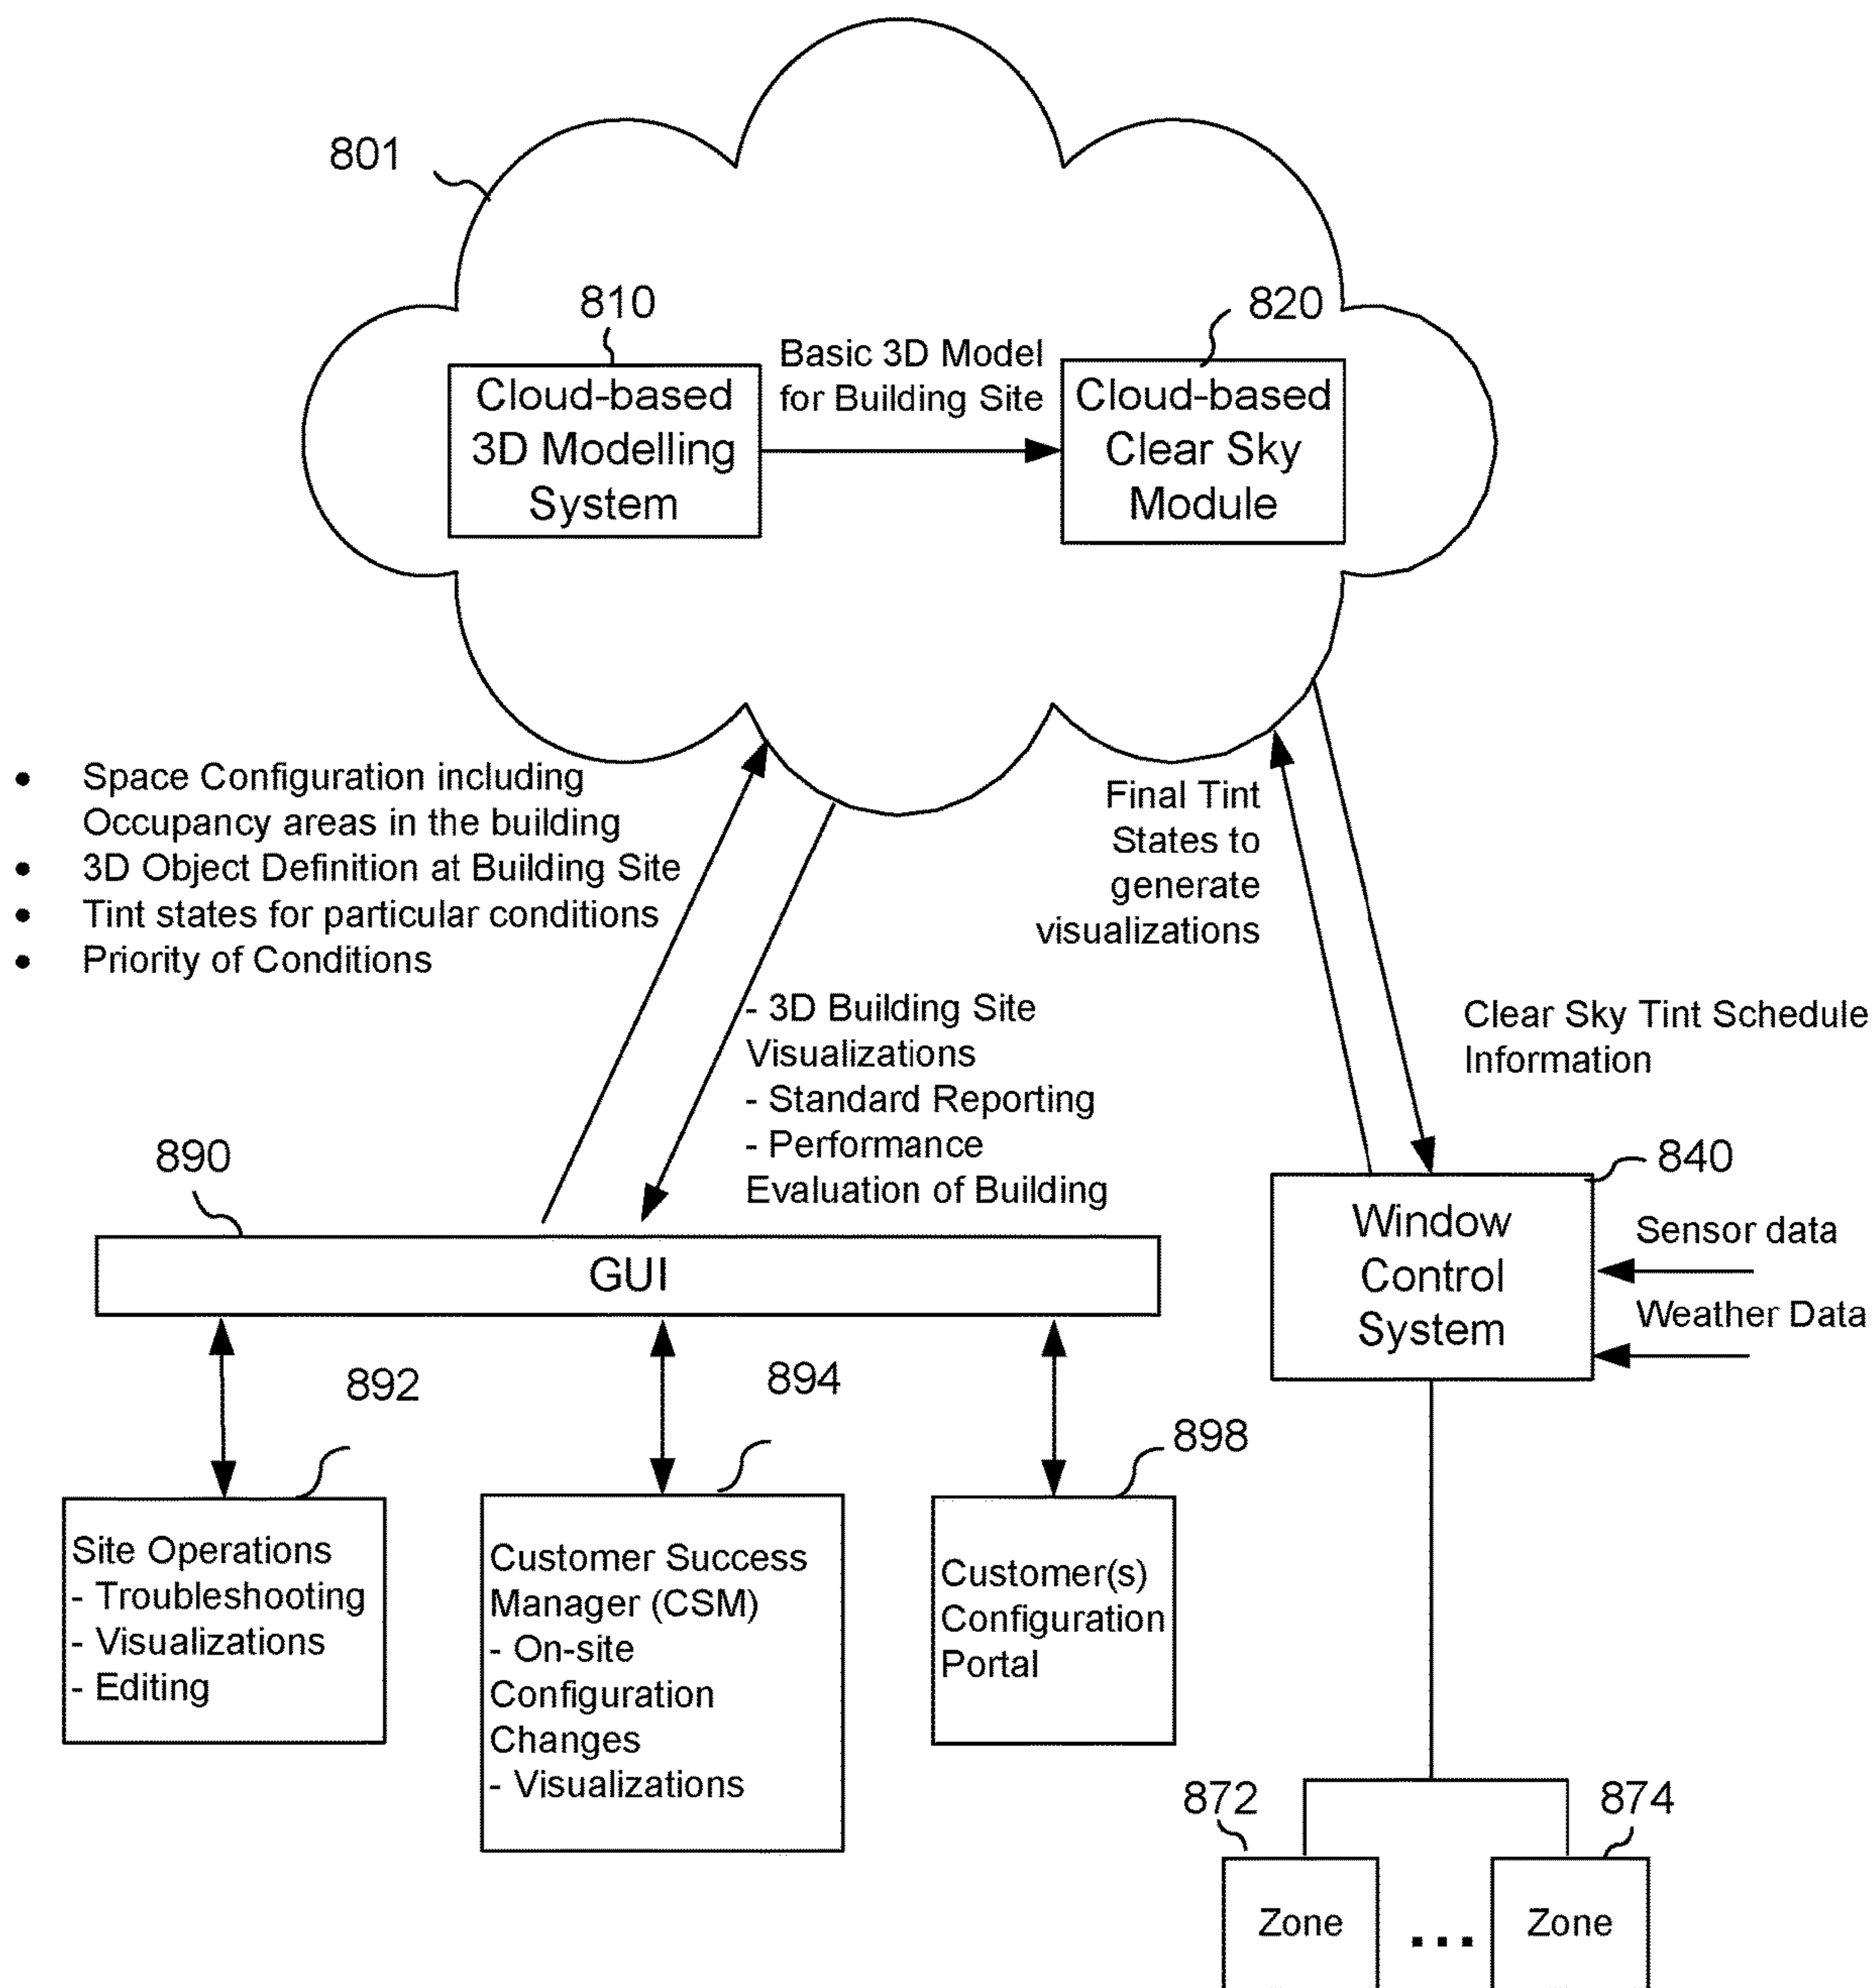 801
810
820
Basic 3D Model
for Building Site
Cloud-based
3D Modelling
System
Cloud-based
Clear Sky
Module
• Space Configuration including
Occupancy areas in the building
• 3D Object Definition at Building Site
• Tint states for particular conditions
• Priority of Conditions
Final Tint
States to
generate
visualizations
- 3D Building Site
Visualizations
- Standard Reporting
- Performance
Evaluation of Building
Clear Sky Tint Schedule
Information
890
GUI
840
Window
Control
System
Sensor data
Weather Data
892
894
898
Site Operations
- Troubleshooting
- Visualizations
- Editing
Customer Success
Manager (CSM)
- On-site
Configuration
Changes
- Visualizations
Customer(s)
Configuration
Portal
872
874
Zone
...
Zone